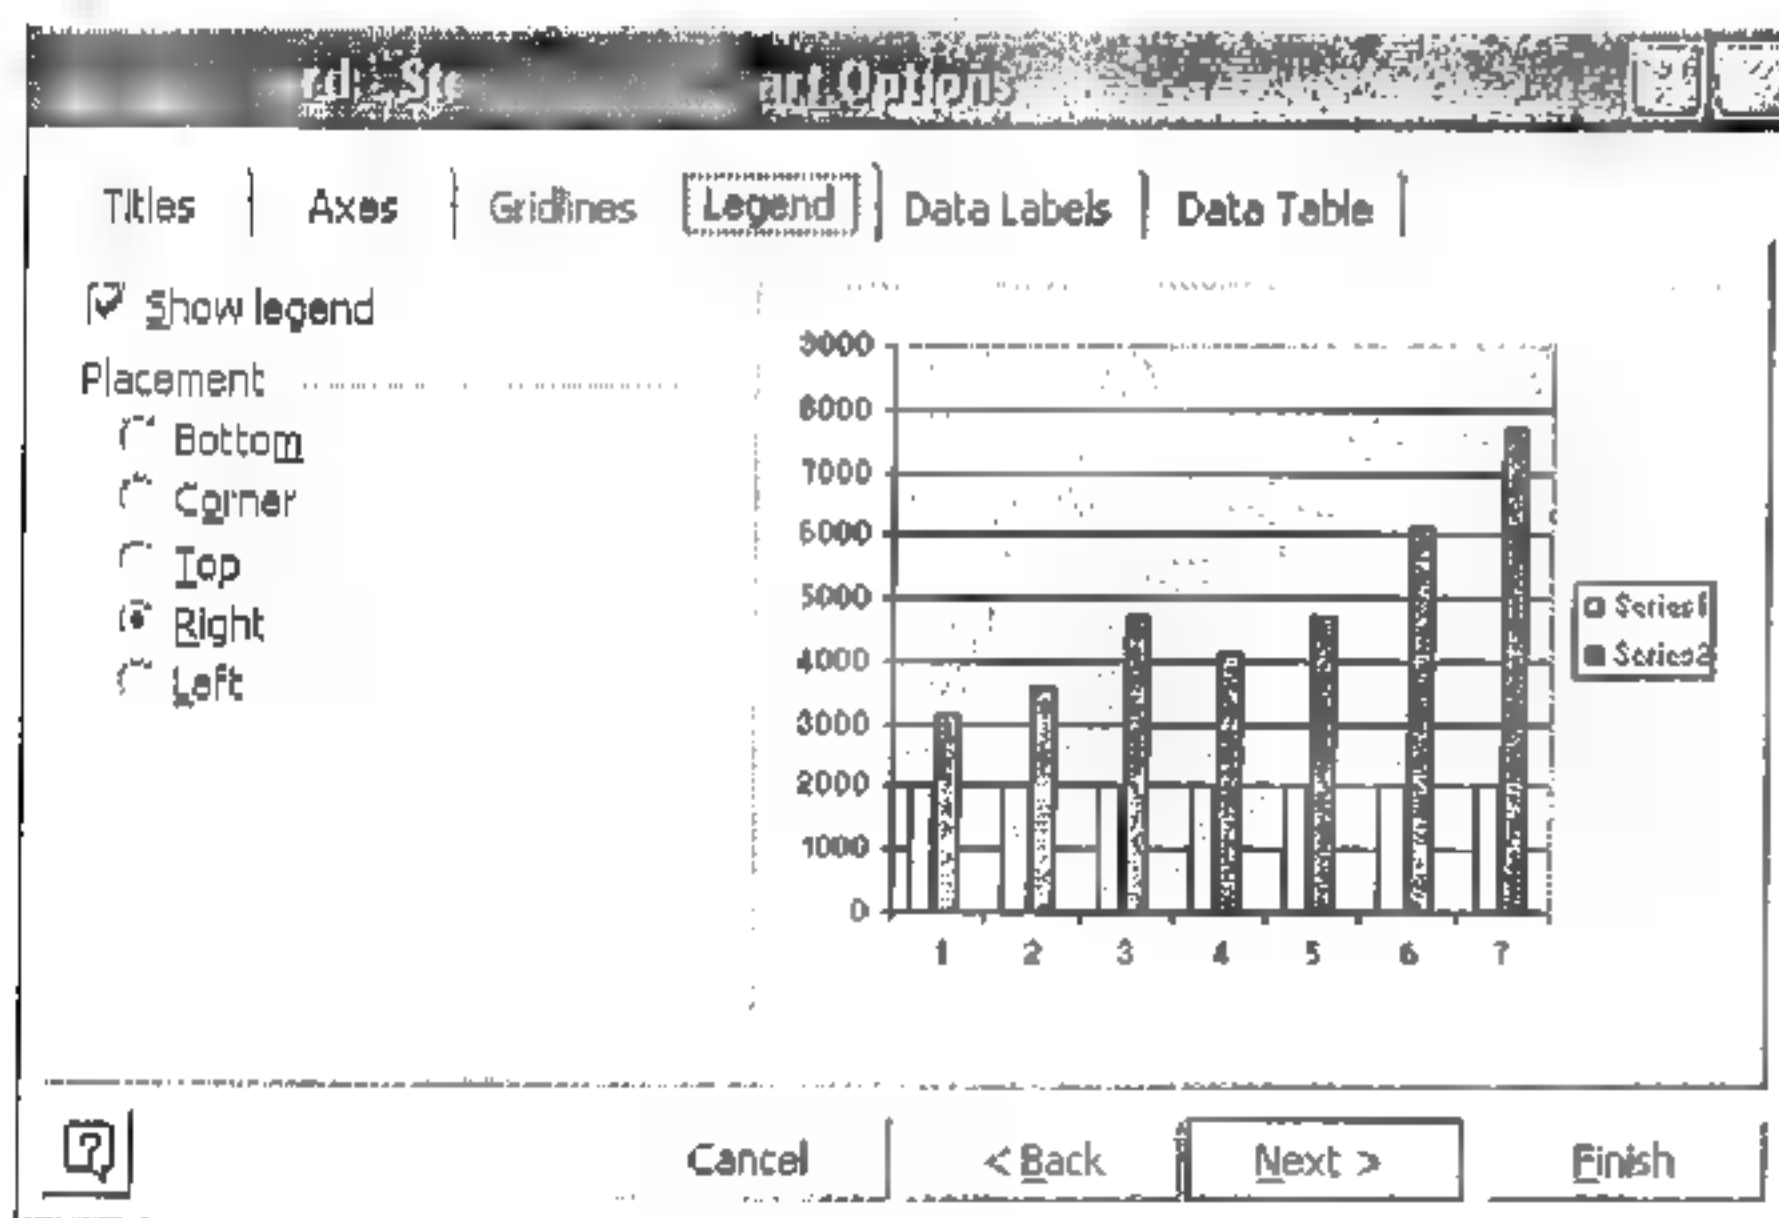 Options
Titles Axes Gridlines Legend Data Labels Data Table
Show legend
Placement
Bottom
Corner
Top
Right
Left
9000
8000
7000
6000
5000
4000
3000
2000
1000
0
1 2 3 4 5 6 7
Series1
Series2
Cancel < Back Next > Finish